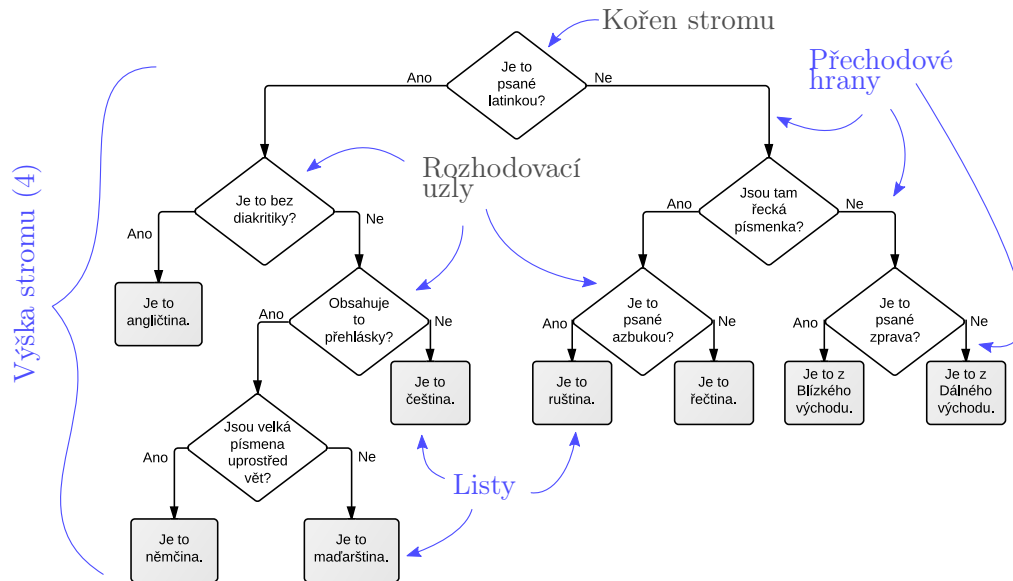 Kořen stromu
Je to
psané
latinkou?
Ano
Ne
Přechodové
hrany
Výška stromu (4)
Rozhodovací
uzly
Je to bez
diakritiky?
Ano
Ne
Jsou tam
řecká
písmenka?
Ano
Ne
Je to
angličtina.
Obsahuje
to
přehlásky?
Ano
Ne
Je to
psané
azbukou?
Ano
Ne
Je to
psané
zprava?
Ano
Ne
Je to
čeština.
Je to
ruština.
Je to
řečtina.
Je to z
Blízkého
východu.
Je to z
Dálného
východu.
Jsou velká
písmena
uprostřed
vět?
Ano
Ne
Listy
Je to
němčina.
Je to
maďarština.